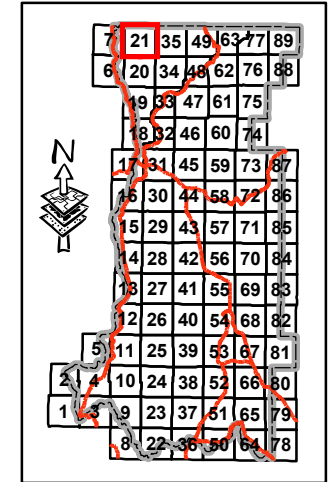 7 21 35 49 63 77 89
6 20 34 48 62 76 88
19 33 47 61 75
18 32 46 60 74
N
17 31 45 59 73 87
16 30 44 58 72 86
15 29 43 57 71 85
14 28 42 56 70 84
13 27 41 55 69 83
12 26 40 54 68 82
5 11 25 39 53 67 81
2 4 10 24 38 52 66 80
1 3 9 23 37 51 65 79
8 22 36 50 64 78